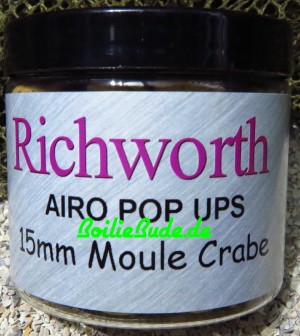 Richworth
AIRO POP UPS
BoilieBude.de
15mm Moule Crabe